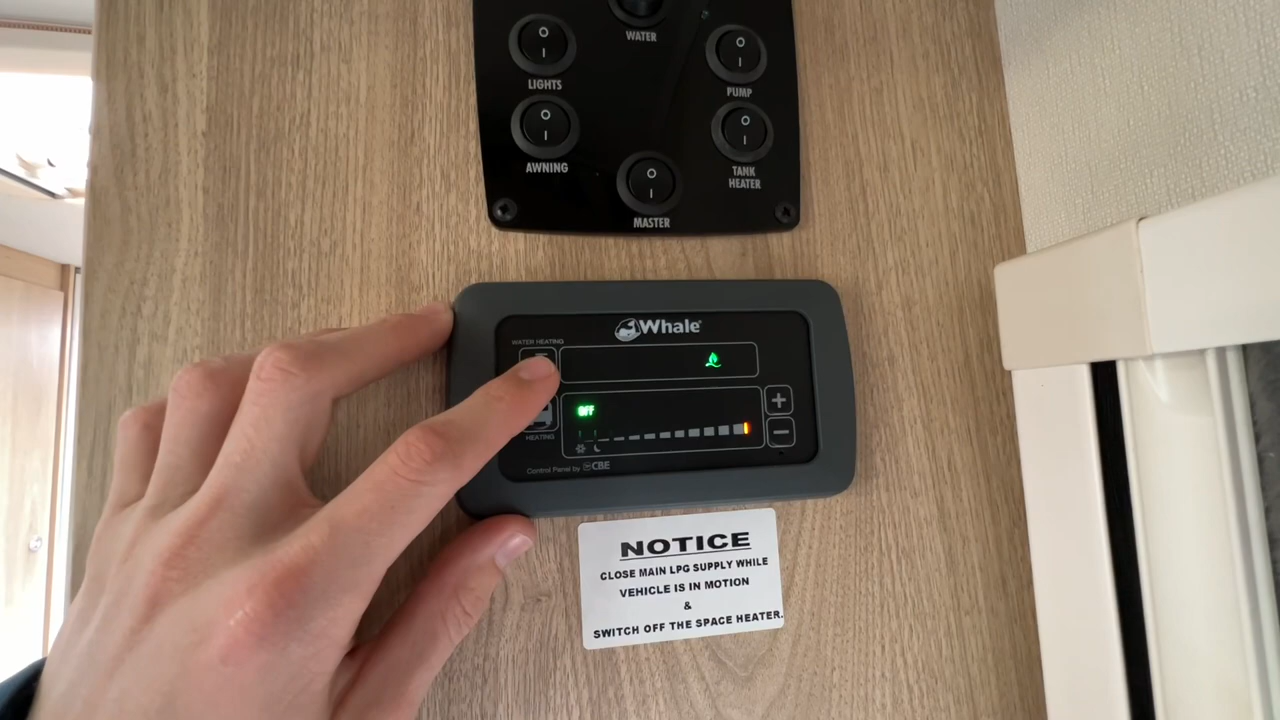 WATER
LIGHTS
PUMP
AWNING
TANK
HEATER
MASTER
Whale
WATER HEATING
OFF
HEATING
Control Panel by CBE
NOTICE
CLOSE MAIN LPG SUPPLY WHILE
VEHICLE IS IN MOTION
&
SWITCH OFF THE SPACE HEATER.